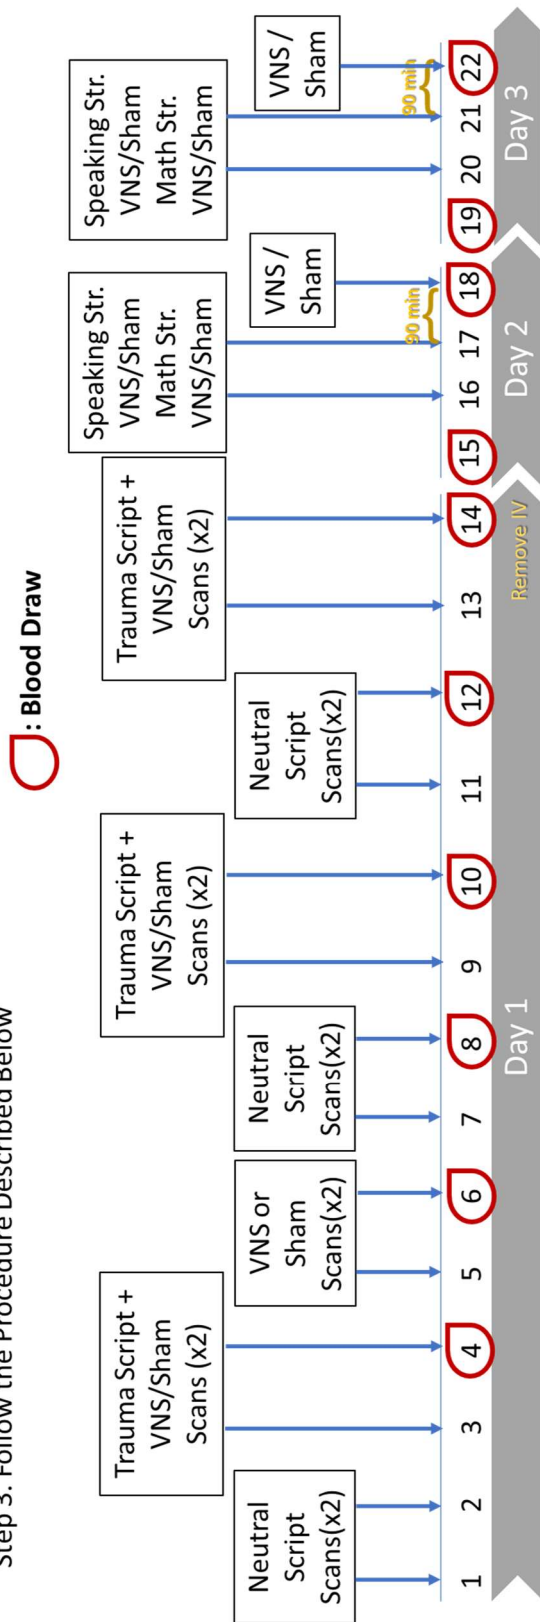 Step 3. Follow the Procedure Described Below
: Blood Draw
Neutral
Script
Scans(x2)
Trauma Script +
VNS/Sham
Scans (x2)
VNS or
Sham
Scans(x2)
Neutral
Script
Scans(x2)
Trauma Script +
VNS/Sham
Scans (x2)
Neutral
Script
Scans(x2)
Trauma Script +
VNS/Sham
Scans (x2)
Speaking Str.
VNS/Sham
Math Str.
VNS/Sham
VNS /
Sham
Speaking Str.
VNS/Sham
Math Str.
VNS/Sham
VNS /
Sham
90 min
90 min
1 2 3 4 5 6 7 8 9 10 11 12 13 14 15 16 17 18 19 20 21 22
Day 1
Remove IV
Day 2
Day 3